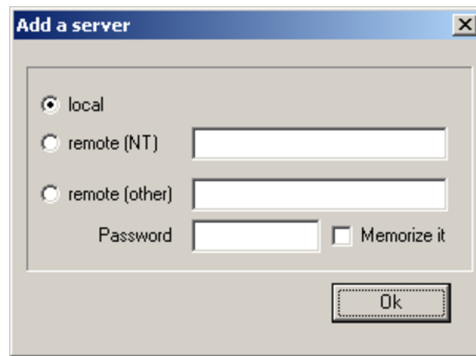 Add a server
local
remote (NT)
remote (other)
Password Memorize it
Ok